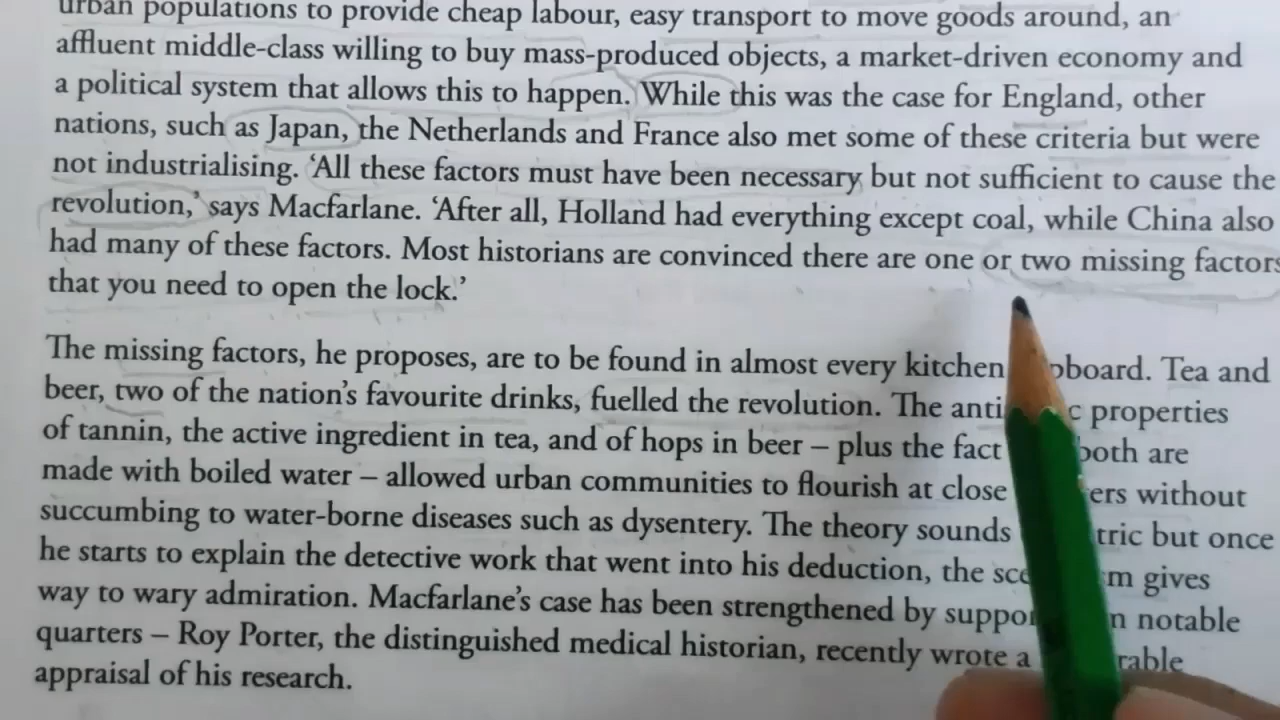 urban populations to provide cheap labour, easy transport to move goods around, an
affluent middle-class willing to buy mass-produced objects, a market-driven economy and
a political system that allows this to happen. While this was the case for England, other
nations, such as Japan, the Netherlands and France also met some of these criteria but were
not industrialising. ‘All these factors must have been necessary but not sufficient to cause the
revolution,’ says Macfarlane. ‘After all, Holland had everything except coal, while China also
had many of these factors. Most historians are convinced there are one or two missing factors
that you need to open the lock.’
The missing factors, he proposes, are to be found in almost every kitchen pboard. Tea and
beer, two of the nation’s favourite drinks, fuelled the revolution. The anti c properties
of tannin, the active ingredient in tea, and of hops in beer – plus the fact both are
made with boiled water – allowed urban communities to flourish at close ers without
succumbing to water-borne diseases such as dysentery. The theory sounds tric but once
he starts to explain the detective work that went into his deduction, the sce m gives
way to wary admiration. Macfarlane’s case has been strengthened by suppor n notable
quarters – Roy Porter, the distinguished medical historian, recently wrote a rable
appraisal of his research.